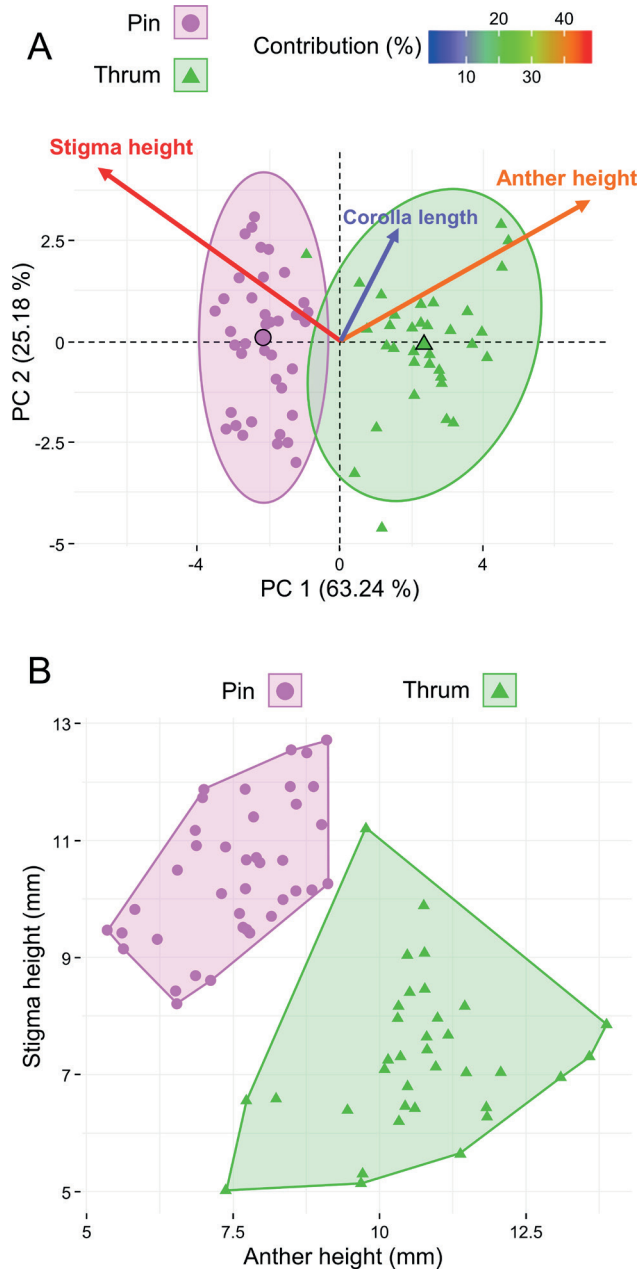 A
Pin
Thrum
Contribution (%)
20 40
10 30
Stigma height
Anther height
Corolla length
2.5
0
-2.5
-5
-4 0 4
PC 2 (25.18 %)
PC 1 (63.24 %)
B
Pin
Thrum
13
11
9
7
5
5 7.5 10 12.5
Stigma height (mm)
Anther height (mm)